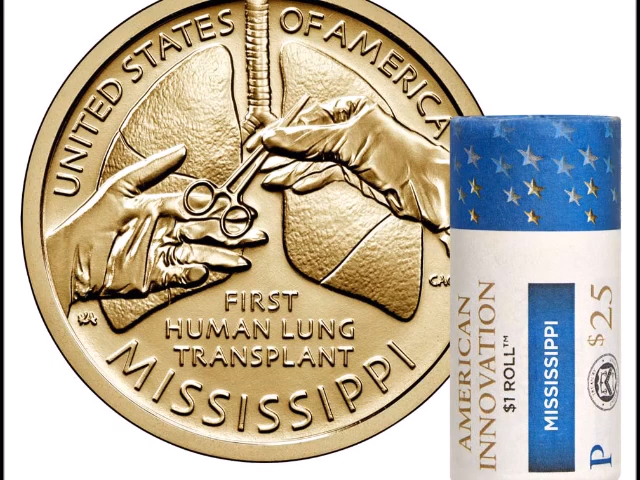 UNITED STATES OF AMERICA
FIRST
HUMAN LUNG
TRANSPLANT
MISSISSIPPI
AMERICAN
INNOVATION
$1 ROLL™
MISSISSIPPI
P $25